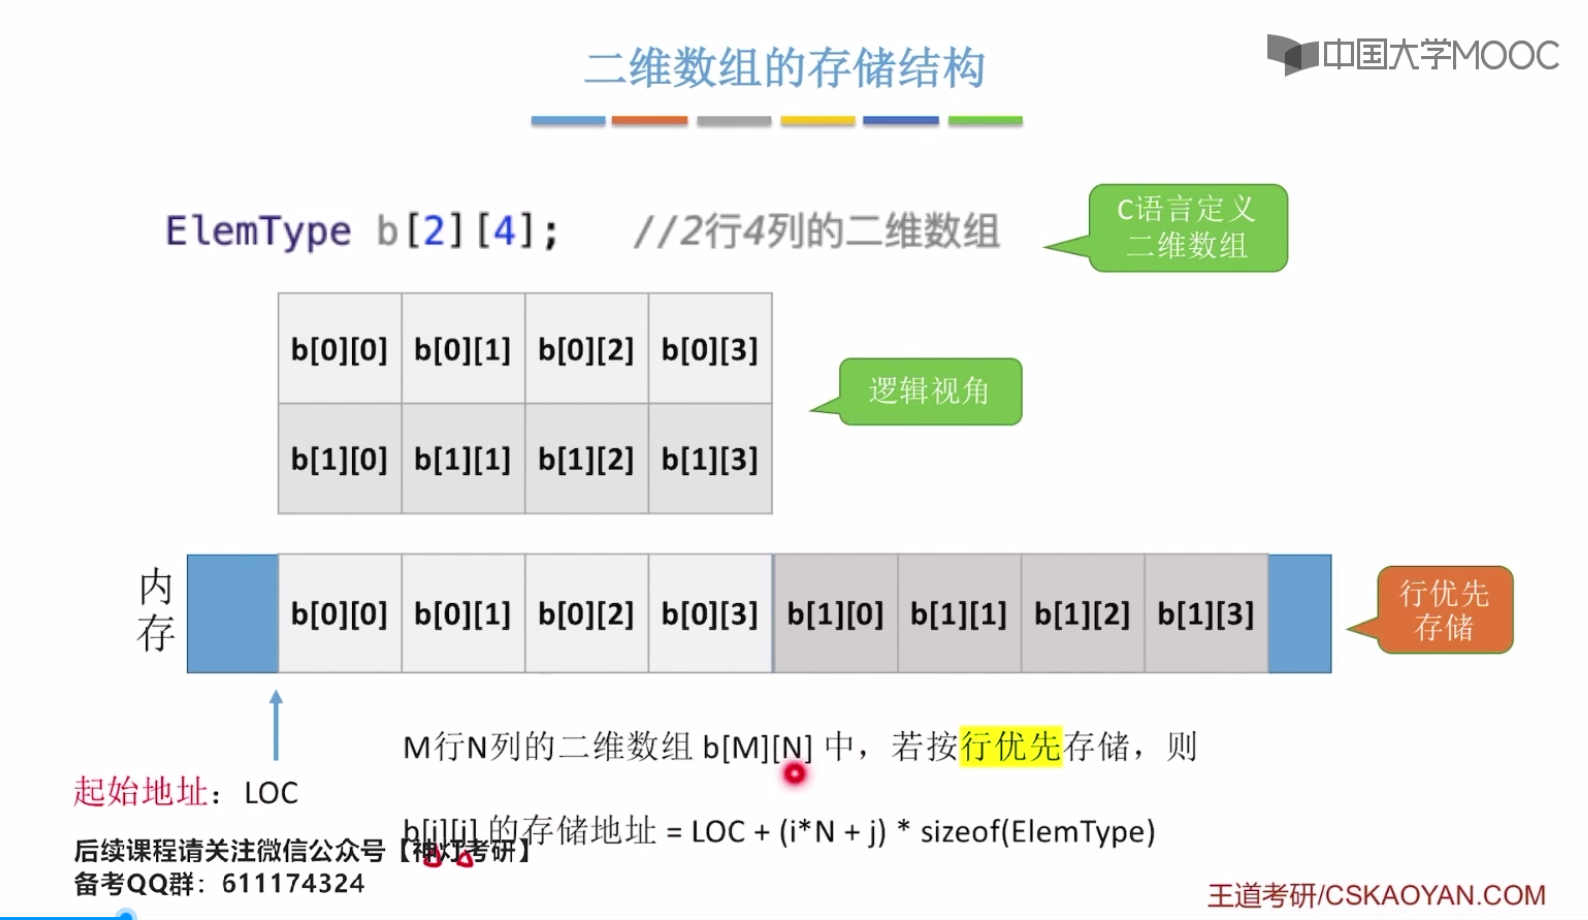 二维数组的存储结构
中国大学MOOC
ElemType b[2][4]; //2行4列的二维数组
C语言定义
二维数组
b[0][0] b[0][1] b[0][2] b[0][3]
逻辑视角
b[1][0] b[1][1] b[1][2] b[1][3]
内存
b[0][0] b[0][1] b[0][2] b[0][3] b[1][0] b[1][1] b[1][2] b[1][3]
行优先
存储
M行N列的二维数组 b[M][N] 中，若按行优先存储，则
起始地址：LOC
b[i][j] 的存储地址 = LOC + (i*N + j) * sizeof(ElemType)
后续课程请关注微信公众号【神灯考研】
备考QQ群：611174324
王道考研/CSKAOYAN.COM